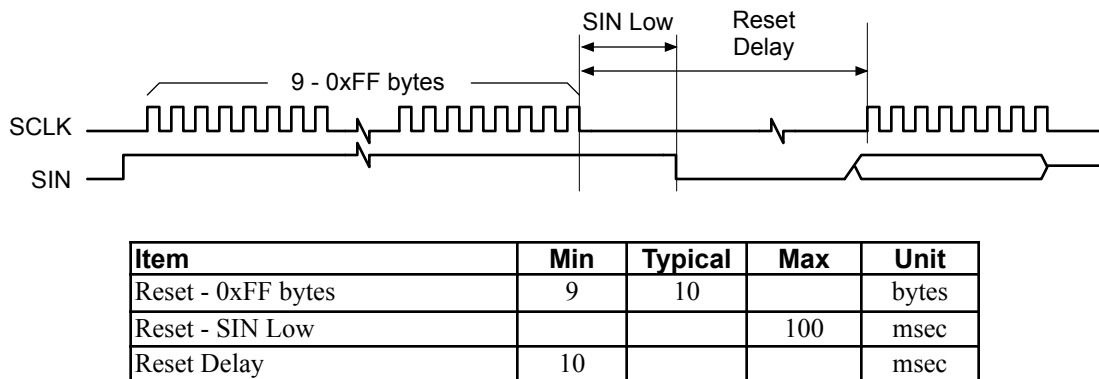 SIN Low
Reset
Delay
9 - 0xFF bytes
SCLK
SIN
Item Min Typical Max Unit
Reset - 0xFF bytes 9 10 bytes
Reset - SIN Low 100 msec
Reset Delay 10 msec